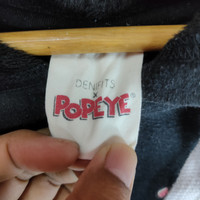 DENIMTS
×
POPEYE